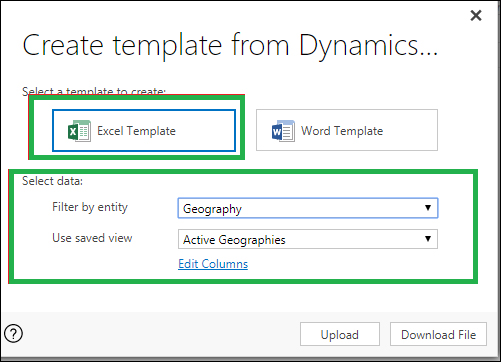 Create template from Dynamics...
Select a template to create:
Excel Template
Word Template
Select data:
Filter by entity
Geography
Use saved view
Active Geographies
Edit Columns
?
Upload
Download File